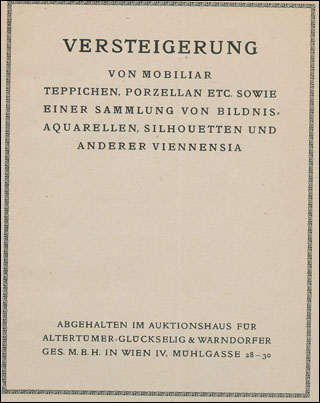 VERSTEIGERUNG
VON MOBILIAR
TEPPICHEN, PORZELLAN ETC. SOWIE
EINER SAMMLUNG VON BILDNIS-
AQUARELLEN, SILHOUETTEN UND
ANDERER VIENNENSIA
ABGEHALTEN IM AUKTIONSHAUS FÜR
ALTERTÜMER·GLÜCKSELIG & WARNDORFER
GES. M. B. H. IN WIEN IV, MÜHLGASSE 28–30